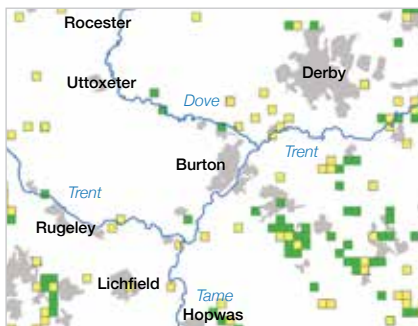 Rocester
Derby
Uttoxeter
Dove
Burton
Trent
Trent
Rugeley
Lichfield
Tame
Hopwas